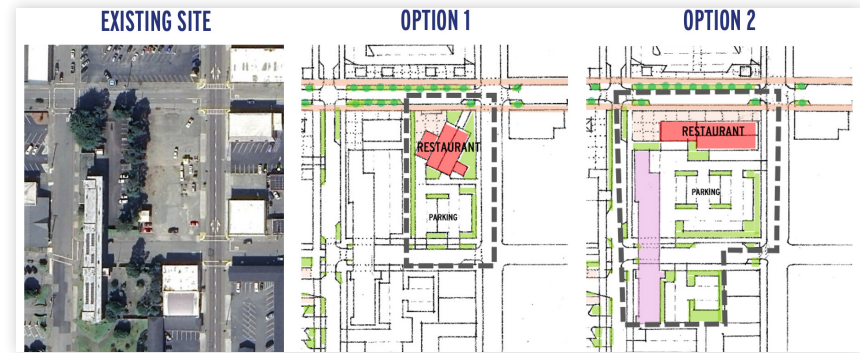 EXISTING SITE
OPTION 1
OPTION 2
RESTAURANT
PARKING
RESTAURANT
PARKING